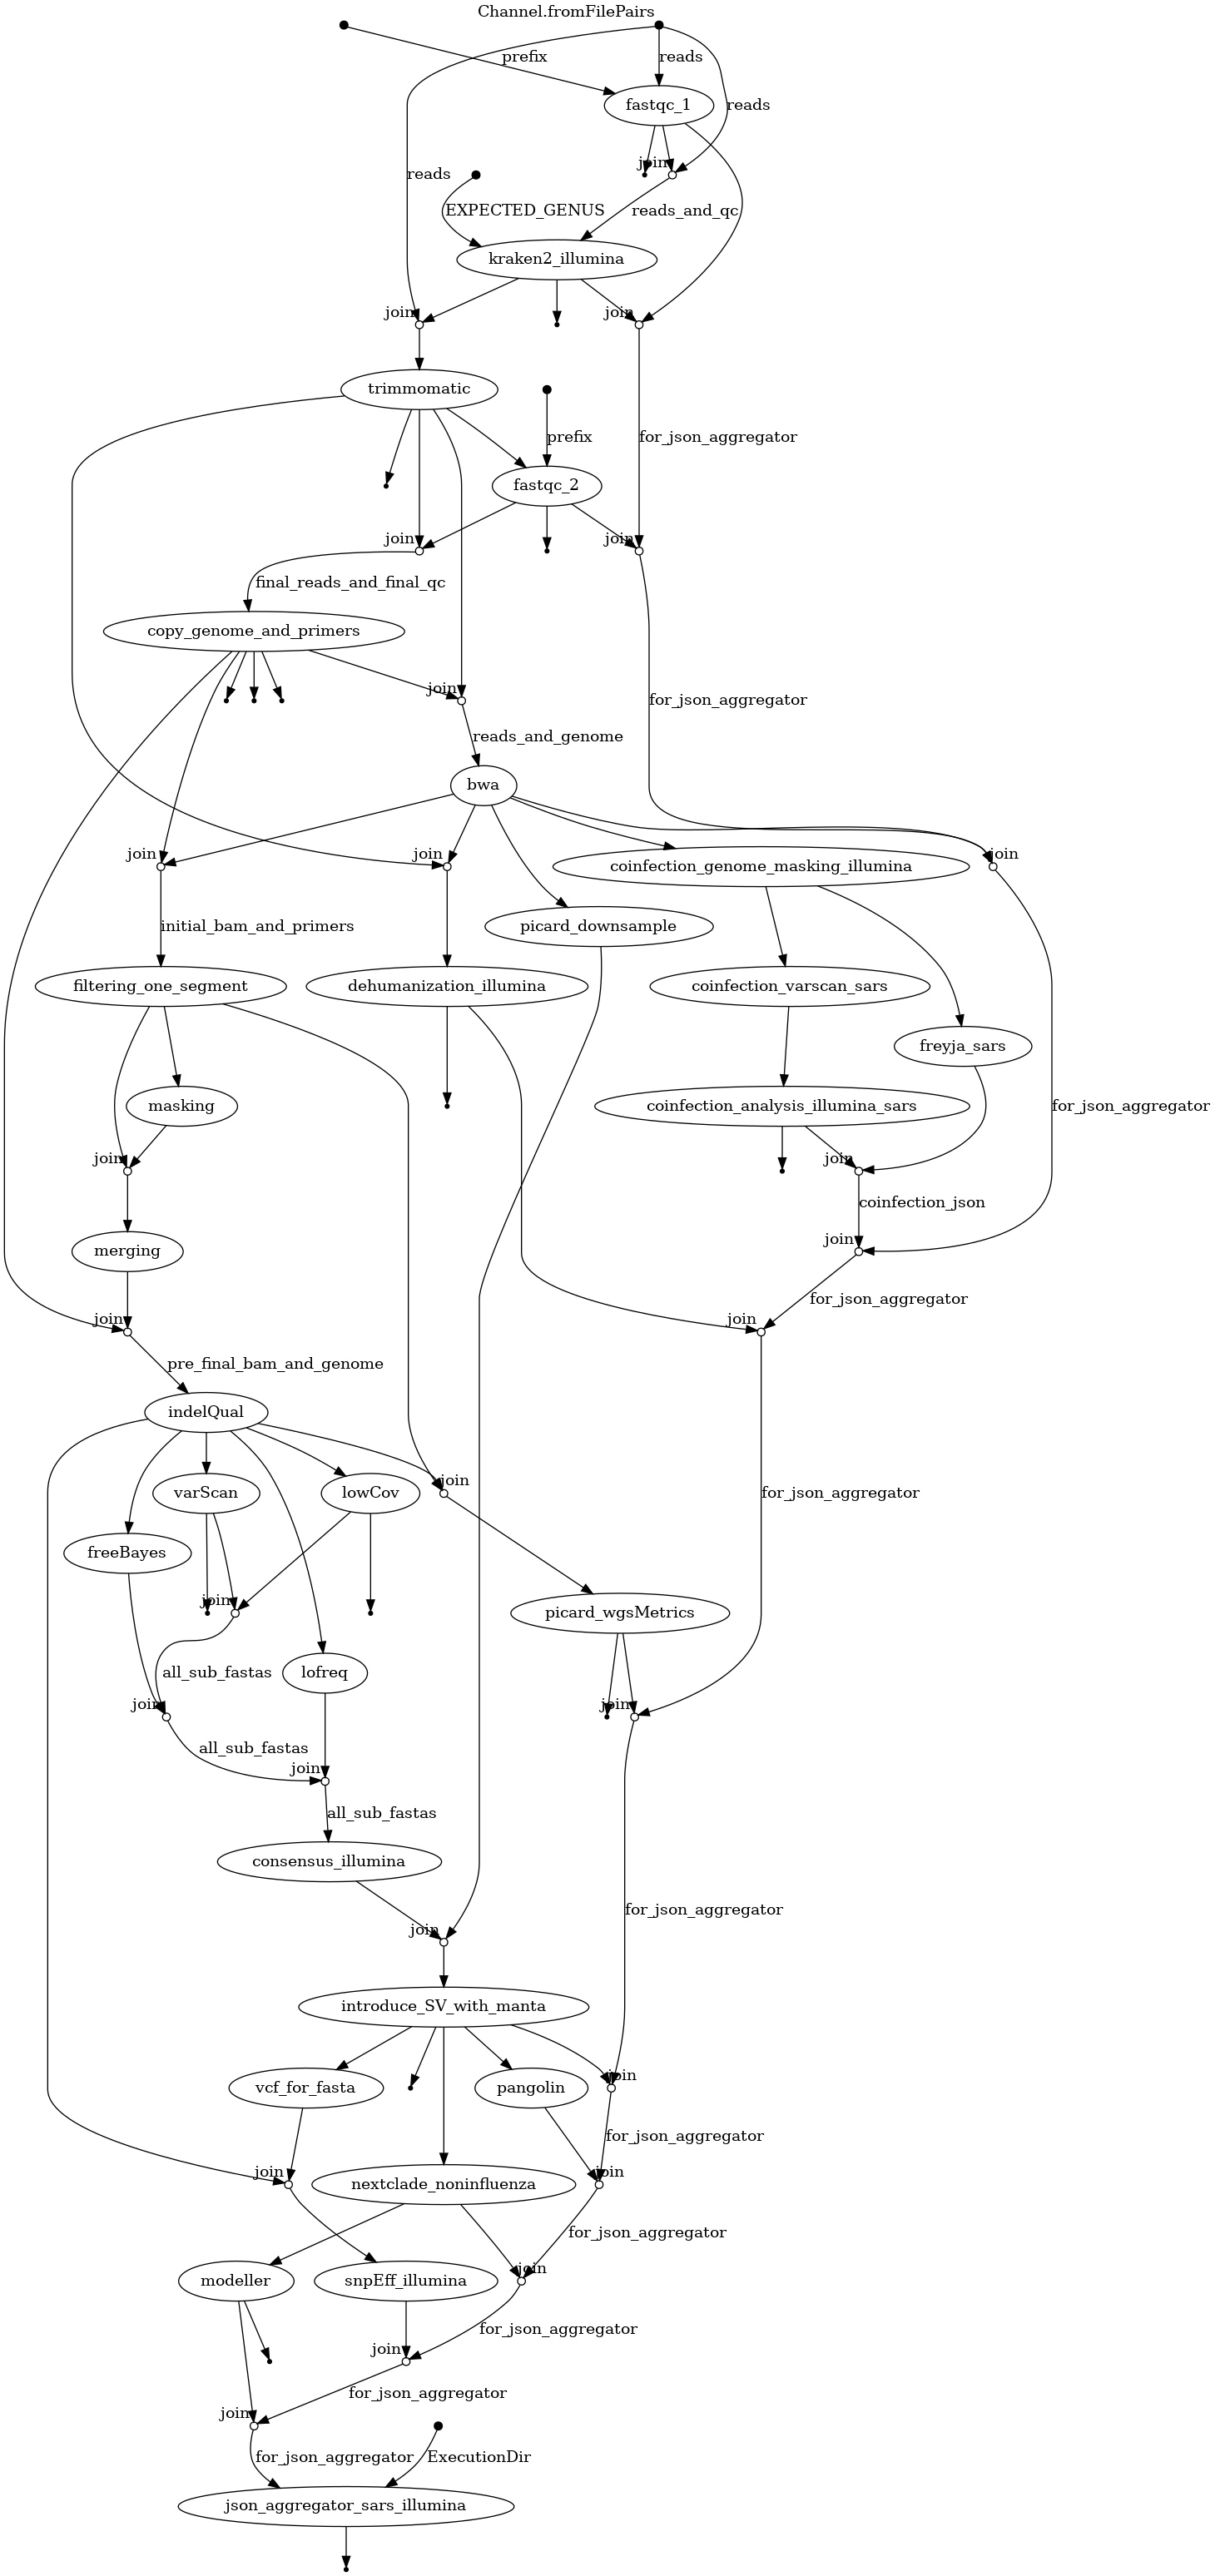 Channel.fromFilePairs
prefix
reads
fastqc_1
reads
join
reads
EXPECTED_GENUS
reads_and_qc
kraken2_illumina
join
join
trimmomatic
prefix
for_json_aggregator
fastqc_2
join
join
final_reads_and_final_qc
copy_genome_and_primers
join
for_json_aggregator
reads_and_genome
bwa
join
join
join
coinfection_genome_masking_illumina
initial_bam_and_primers
picard_downsample
filtering_one_segment
dehumanization_illumina
coinfection_varscan_sars
freyja_sars
masking
coinfection_analysis_illumina_sars
for_json_aggregator
join
join
coinfection_json
merging
join
for_json_aggregator
join
join
pre_final_bam_and_genome
indelQual
join
varScan
lowCov
for_json_aggregator
freeBayes
join
picard_wgsMetrics
all_sub_fastas
lofreq
join
join
all_sub_fastas
join
all_sub_fastas
consensus_illumina
for_json_aggregator
join
introduce_SV_with_manta
join
vcf_for_fasta
pangolin
for_json_aggregator
join
join
nextclade_noninfluenza
for_json_aggregator
join
modeller
snpEff_illumina
for_json_aggregator
join
for_json_aggregator
join
for_json_aggregator
ExecutionDir
json_aggregator_sars_illumina